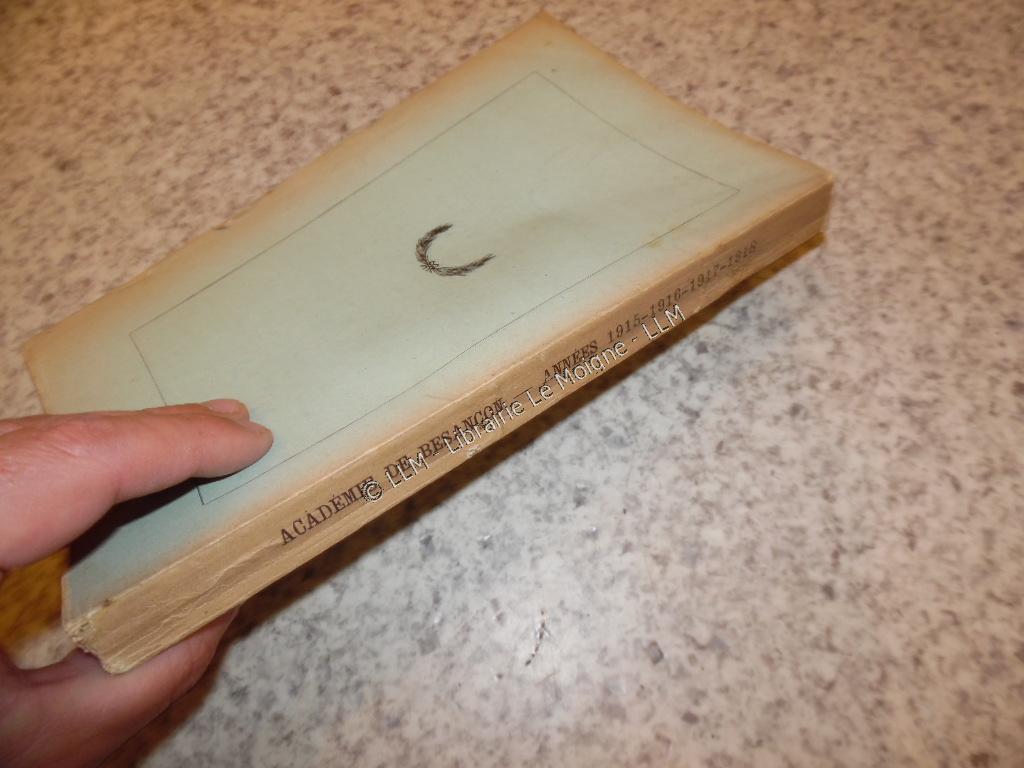 ACADÉMIE DE BESANÇON — ANNÉES 1915-1916-1917-1918
© LLM - Librairie Le Moigne - LLM